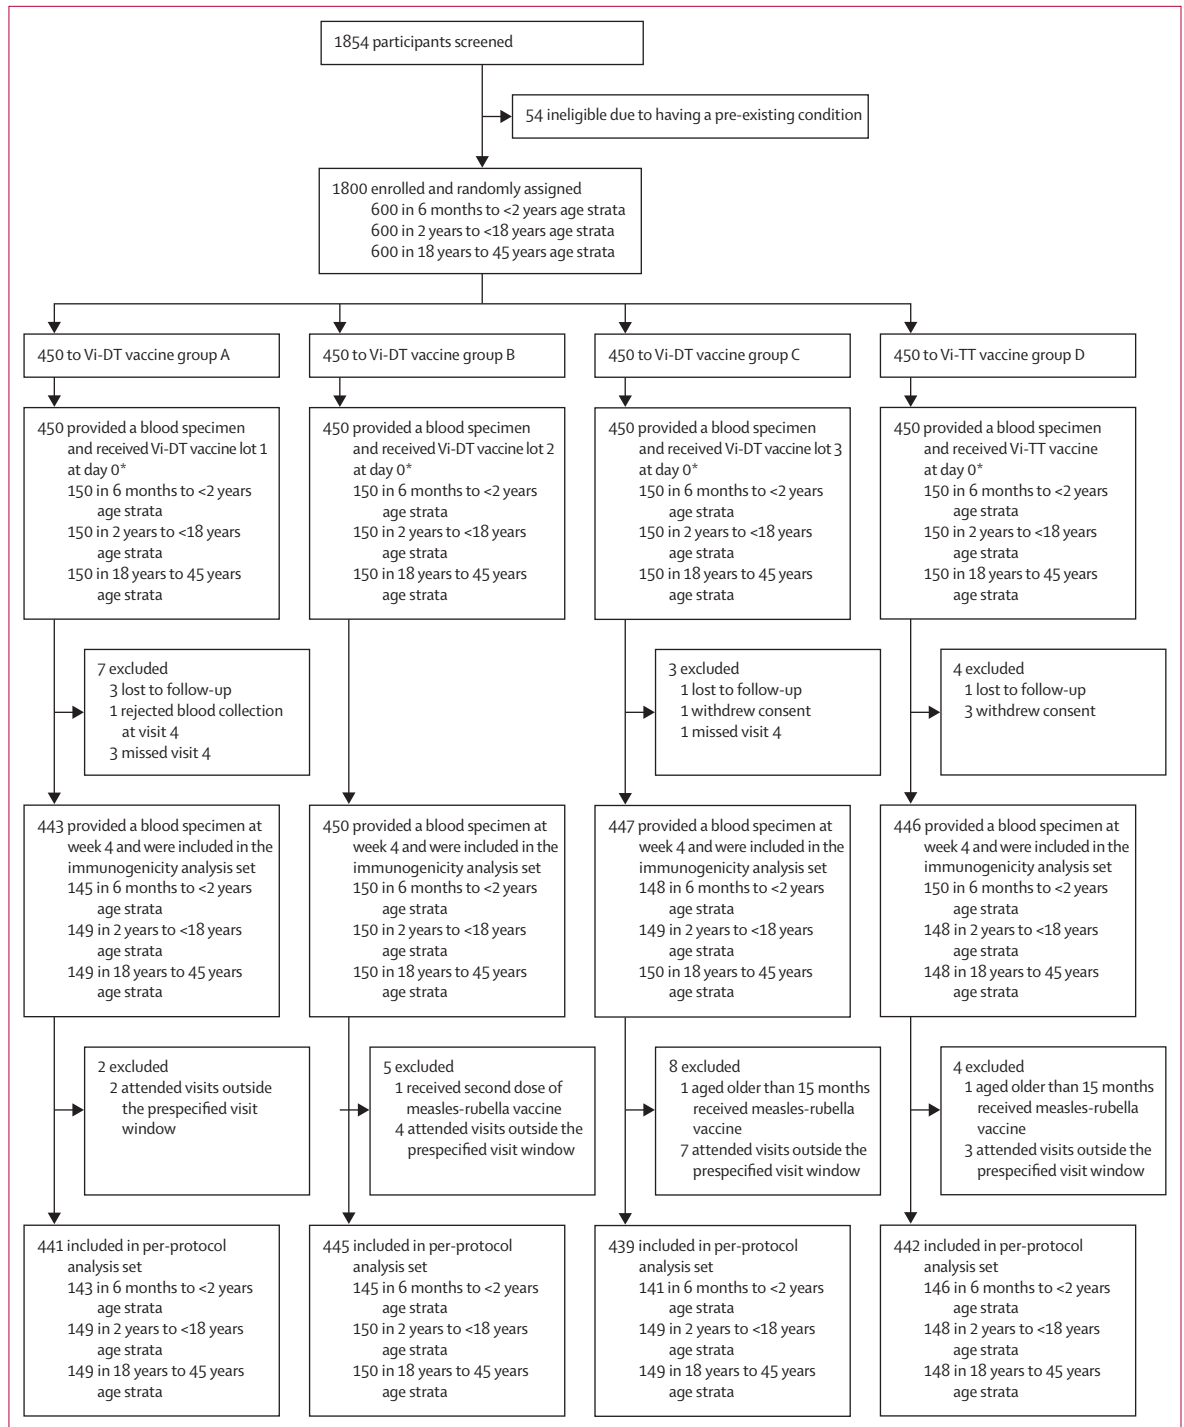 1854 participants screened
54 ineligible due to having a pre-existing condition
1800 enrolled and randomly assigned
600 in 6 months to <2 years age strata
600 in 2 years to <18 years age strata
600 in 18 years to 45 years age strata
450 to Vi-DT vaccine group A
450 to Vi-DT vaccine group B
450 to Vi-DT vaccine group C
450 to Vi-TT vaccine group D
450 provided a blood specimen
and received Vi-DT vaccine lot 1
at day 0*
150 in 6 months to <2 years
age strata
150 in 2 years to <18 years
age strata
150 in 18 years to 45 years
age strata
450 provided a blood specimen
and received Vi-DT vaccine lot 2
at day 0*
150 in 6 months to <2 years
age strata
150 in 2 years to <18 years
age strata
150 in 18 years to 45 years
age strata
450 provided a blood specimen
and received Vi-DT vaccine lot 3
at day 0*
150 in 6 months to <2 years
age strata
150 in 2 years to <18 years
age strata
150 in 18 years to 45 years
age strata
450 provided a blood specimen
and received Vi-TT vaccine
at day 0*
150 in 6 months to <2 years
age strata
150 in 2 years to <18 years
age strata
150 in 18 years to 45 years
age strata
7 excluded
3 lost to follow-up
1 rejected blood collection
at visit 4
3 missed visit 4
3 excluded
1 lost to follow-up
1 withdrew consent
1 missed visit 4
4 excluded
1 lost to follow-up
3 withdrew consent
443 provided a blood specimen at
week 4 and were included in the
immunogenicity analysis set
145 in 6 months to <2 years
age strata
149 in 2 years to <18 years
age strata
149 in 18 years to 45 years
age strata
450 provided a blood specimen at
week 4 and were included in the
immunogenicity analysis set
150 in 6 months to <2 years
age strata
150 in 2 years to <18 years
age strata
150 in 18 years to 45 years
age strata
447 provided a blood specimen at
week 4 and were included in the
immunogenicity analysis set
148 in 6 months to <2 years
age strata
149 in 2 years to <18 years
age strata
150 in 18 years to 45 years
age strata
446 provided a blood specimen at
week 4 and were included in the
immunogenicity analysis set
150 in 6 months to <2 years
age strata
148 in 2 years to <18 years
age strata
148 in 18 years to 45 years
age strata
2 excluded
2 attended visits outside
the prespecified visit
window
5 excluded
1 received second dose of
measles-rubella vaccine
4 attended visits outside the
prespecified visit window
8 excluded
1 aged older than 15 months
received measles-rubella
vaccine
7 attended visits outside the
prespecified visit window
4 excluded
1 aged older than 15 months
received measles-rubella
vaccine
3 attended visits outside the
prespecified visit window
441 included in per-protocol
analysis set
143 in 6 months to <2 years
age strata
149 in 2 years to <18 years
age strata
149 in 18 years to 45 years
age strata
445 included in per-protocol
analysis set
145 in 6 months to <2 years
age strata
150 in 2 years to <18 years
age strata
150 in 18 years to 45 years
age strata
439 included in per-protocol
analysis set
141 in 6 months to <2 years
age strata
149 in 2 years to <18 years
age strata
149 in 18 years to 45 years
age strata
442 included in per-protocol
analysis set
146 in 6 months to <2 years
age strata
148 in 2 years to <18 years
age strata
148 in 18 years to 45 years
age strata